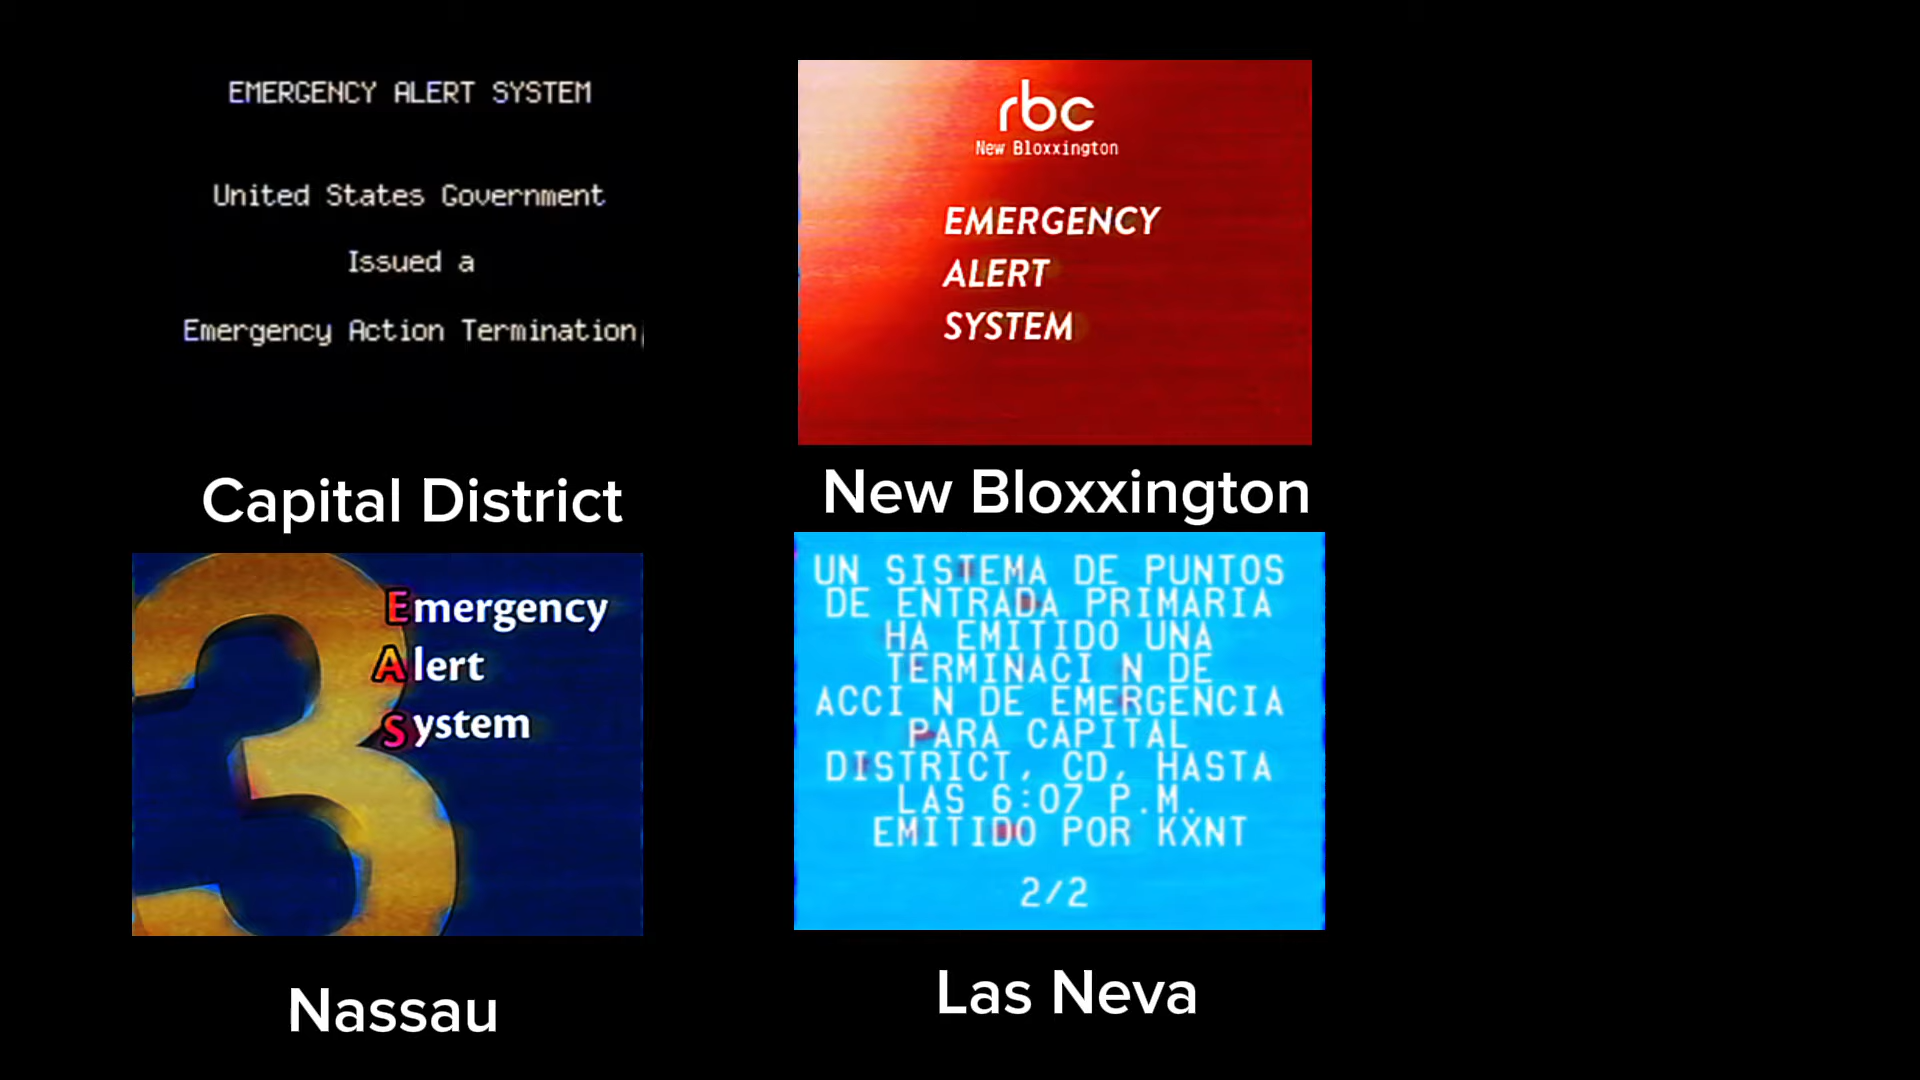 EMERGENCY ALERT SYSTEM
United States Government
Issued a
Emergency Action Termination,
Capital District
rbc
New Bloxxington
EMERGENCY
ALERT
SYSTEM
New Bloxxington
3
Emergency
Alert
System
Nassau
UN SISTEMA DE PUNTOS
DE ENTRADA PRIMARIA
HA EMITIDO UNA
TERMINACI N DE
ACCI N DE EMERGENCIA
PARA CAPITAL
DISTRICT, CD, HASTA
LAS 6:07 P.M.
EMITIDO POR KXNT
2/2
Las Neva